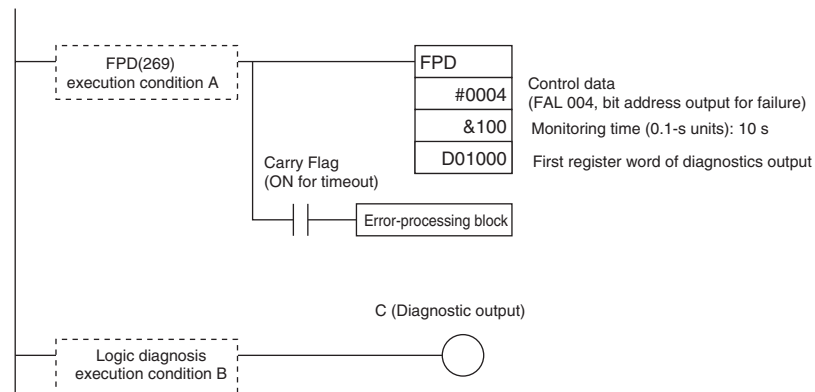 FPD(269)
execution condition A
FPD
#0004
Control data
(FAL 004, bit address output for failure)
&100
Monitoring time (0.1-s units): 10 s
D01000
First register word of diagnostics output
Carry Flag
(ON for timeout)
Error-processing block
C (Diagnostic output)
Logic diagnosis
execution condition B